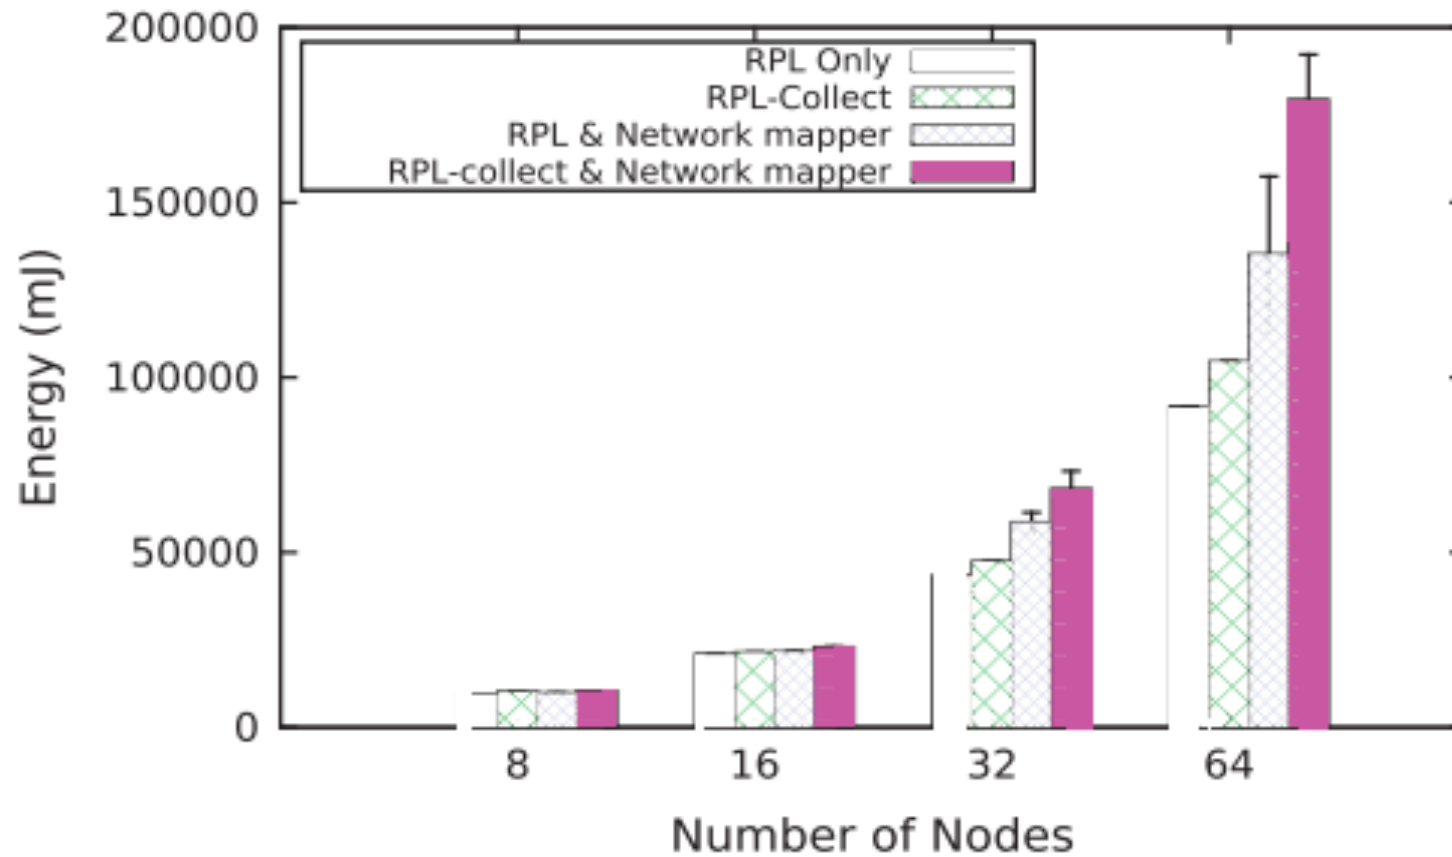 200000
RPL Only
RPL-Collect
RPL & Network mapper
RPL-collect & Network mapper
150000
100000
50000
0
Energy (mJ)
8 16 32 64
Number of Nodes